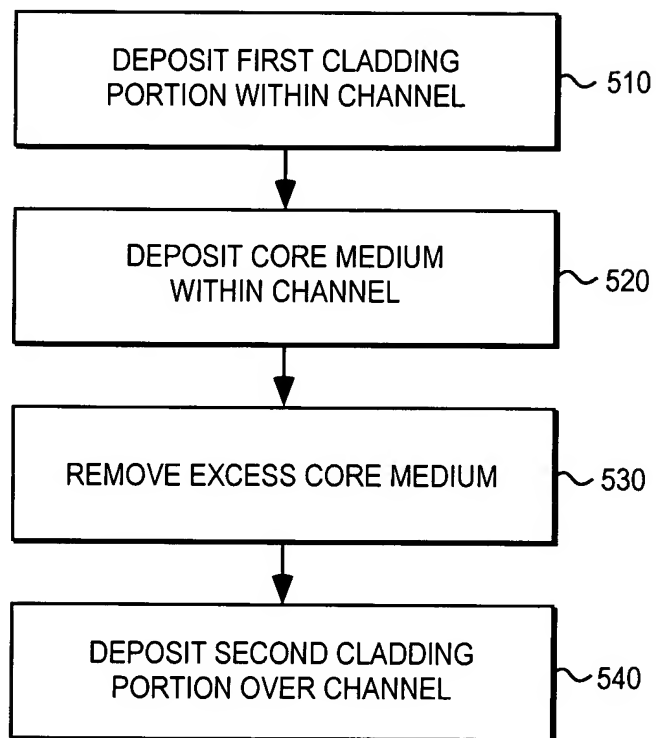 DEPOSIT FIRST CLADDING
PORTION WITHIN CHANNEL
510
DEPOSIT CORE MEDIUM
WITHIN CHANNEL
520
REMOVE EXCESS CORE MEDIUM
530
DEPOSIT SECOND CLADDING
PORTION OVER CHANNEL
540